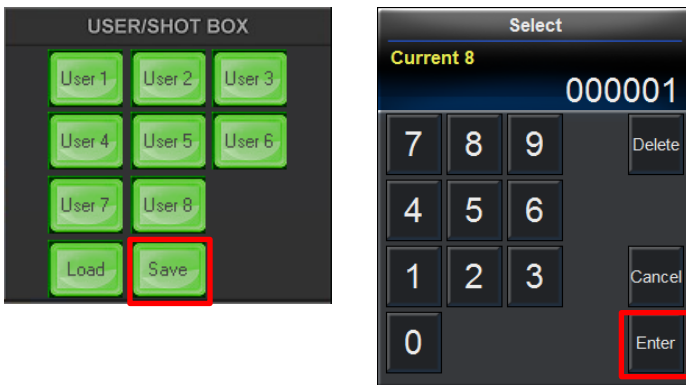 USER/SHOT BOX
User 1 User 2 User 3
User 4 User 5 User 6
User 7 User 8
Load Save
Select
Current 8
000001
7 8 9 Delete
4 5 6
1 2 3 Cancel
0 Enter